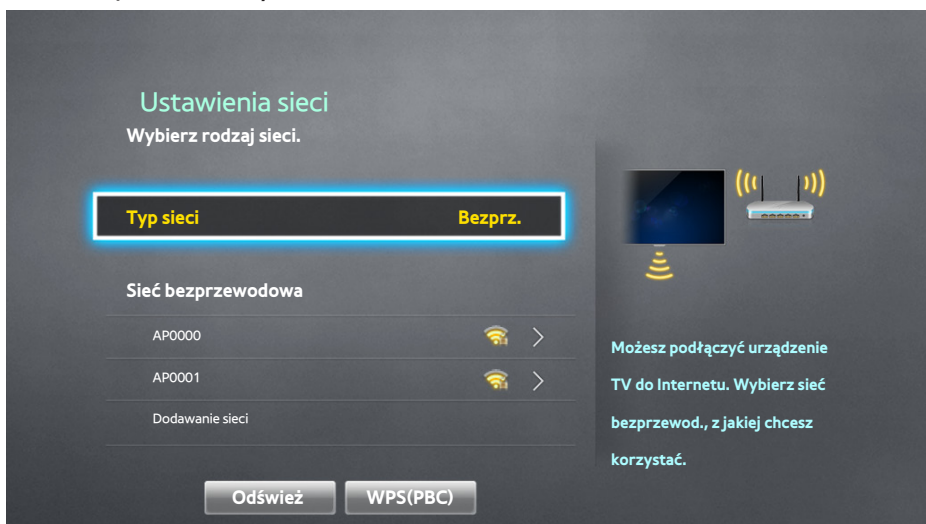 Ustawienia sieci
Wybierz rodzaj sieci.
Typ sieci Bezprz.
Sieć bezprzewodowa
AP0000
AP0001
Dodawanie sieci
Możesz podłączyć urządzenie
TV do Internetu. Wybierz sieć
bezprzewod., z jakiej chcesz
korzystać.
Odśwież WPS(PBC)